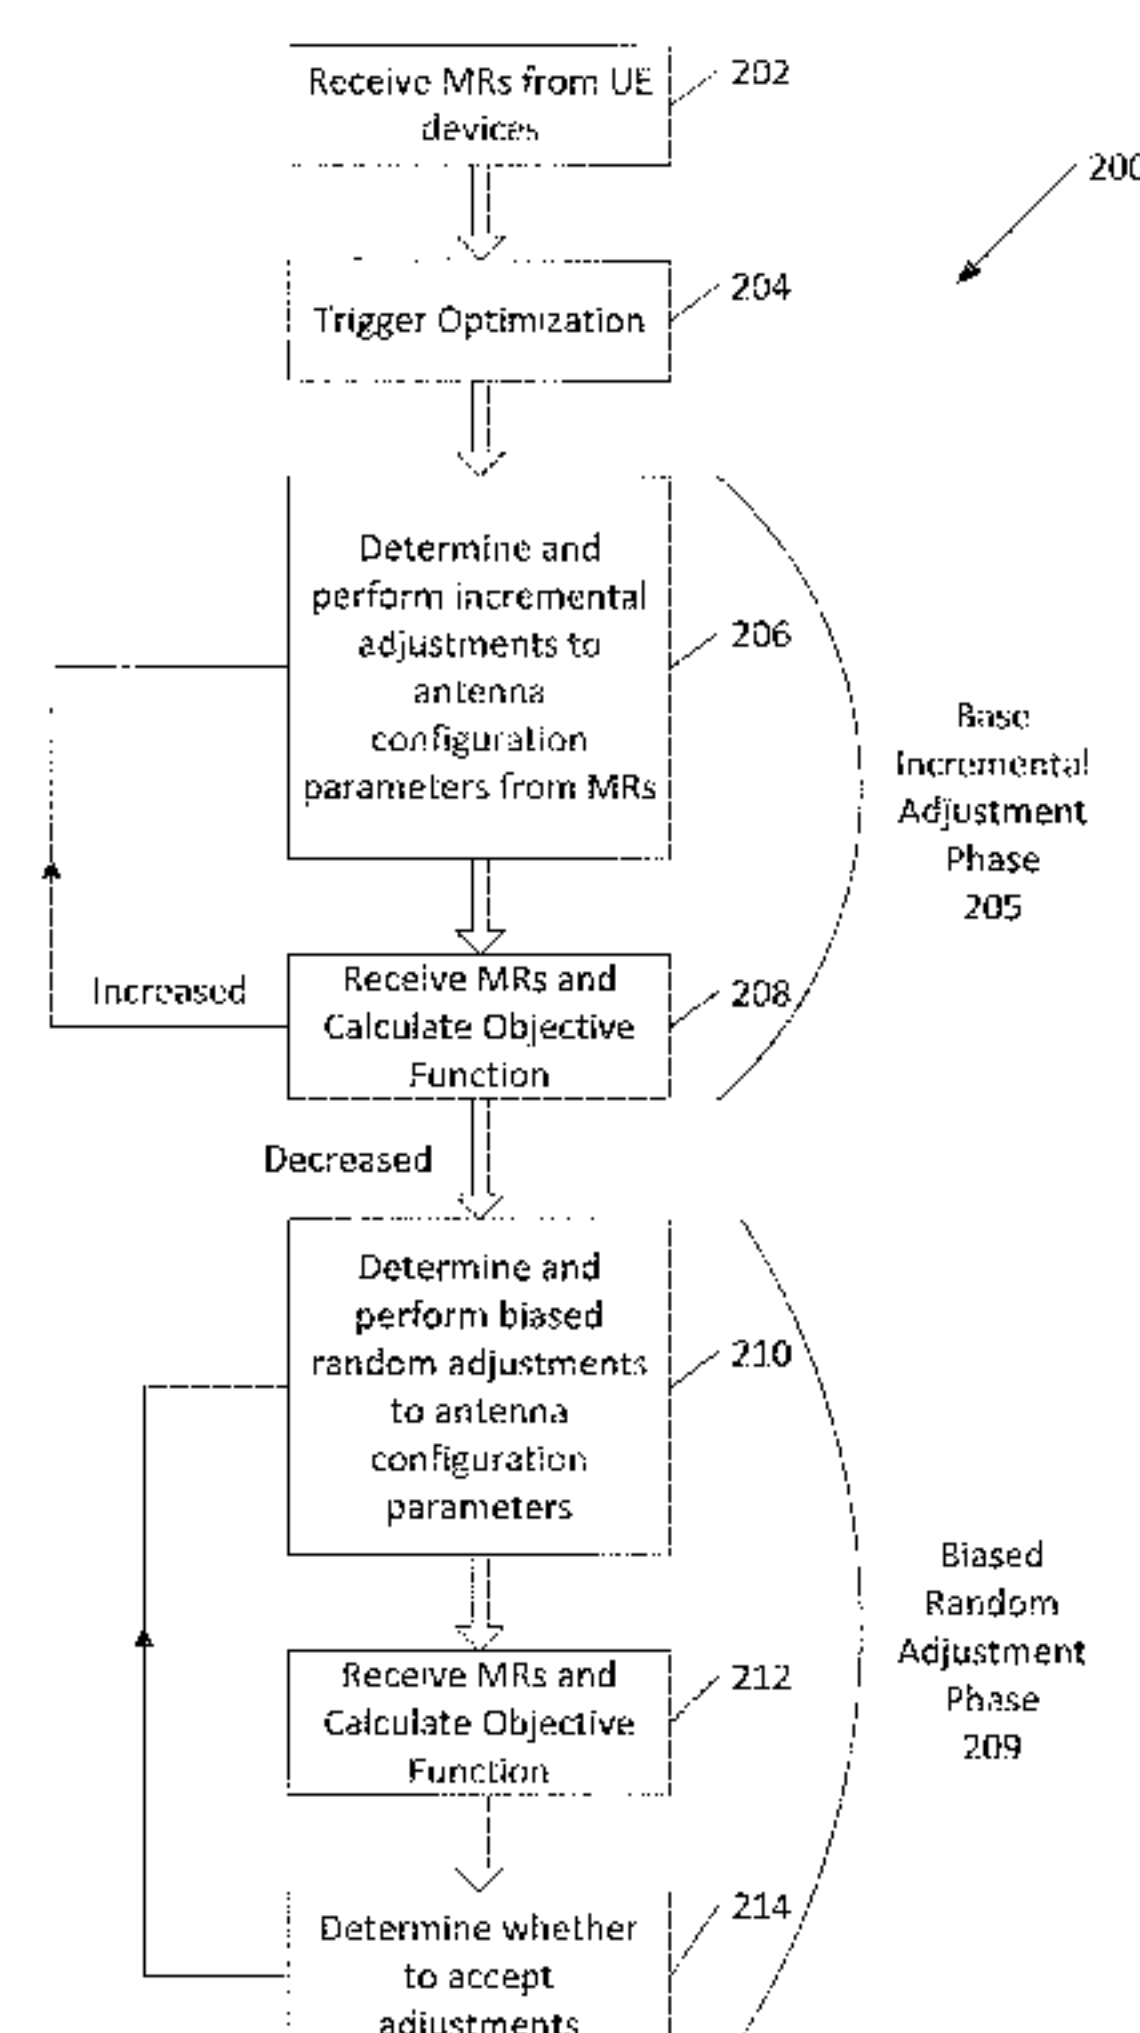 Receive MRs from UE
devices
202
200
Trigger Optimization
204
Determine and
perform incremental
adjustments to
antenna
configuration
parameters from MRs
206
Base
Incremental
Adjustment
Phase
205
Receive MRs and
Calculate Objective
Function
208
Increased
Decreased
Determine and
perform biased
random adjustments
to antenna
configuration
parameters
210
Biased
Random
Adjustment
Phase
209
Receive MRs and
Calculate Objective
Function
212
Determine whether
to accept
adjustments
214